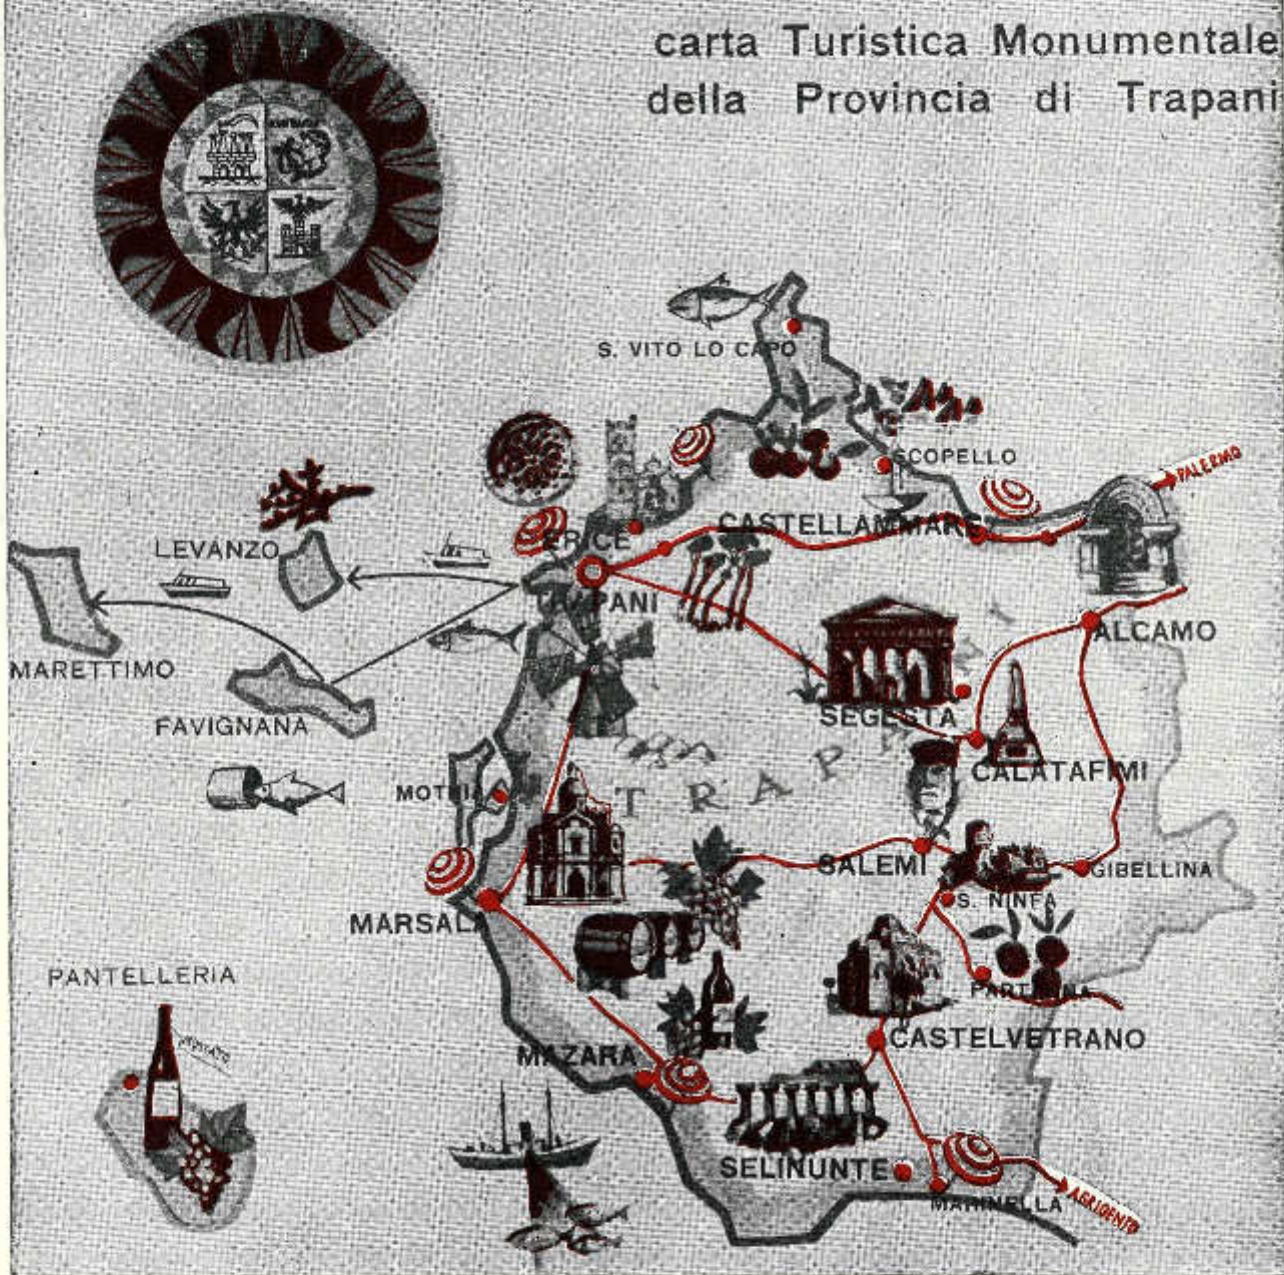 carta Turistica Monumentale
della Provincia di Trapani
S. VITO LO CAPO
SCOPELLO
PALERMO
CASTELLAMMARE
ERICE
LEVANZO
TRAPANI
ALCAMO
MARETTIMO
FAVIGNANA
SEGESTA
CALATAFIMI
MOTHIA
TRAPANI
SALEMI
GIBELLINA
S. NINFA
MARSALA
PANTELLERIA
PARTANNA
CASTELVETRANO
MAZARA
SELINUNTE
MARINELLA
AGRIGENTO